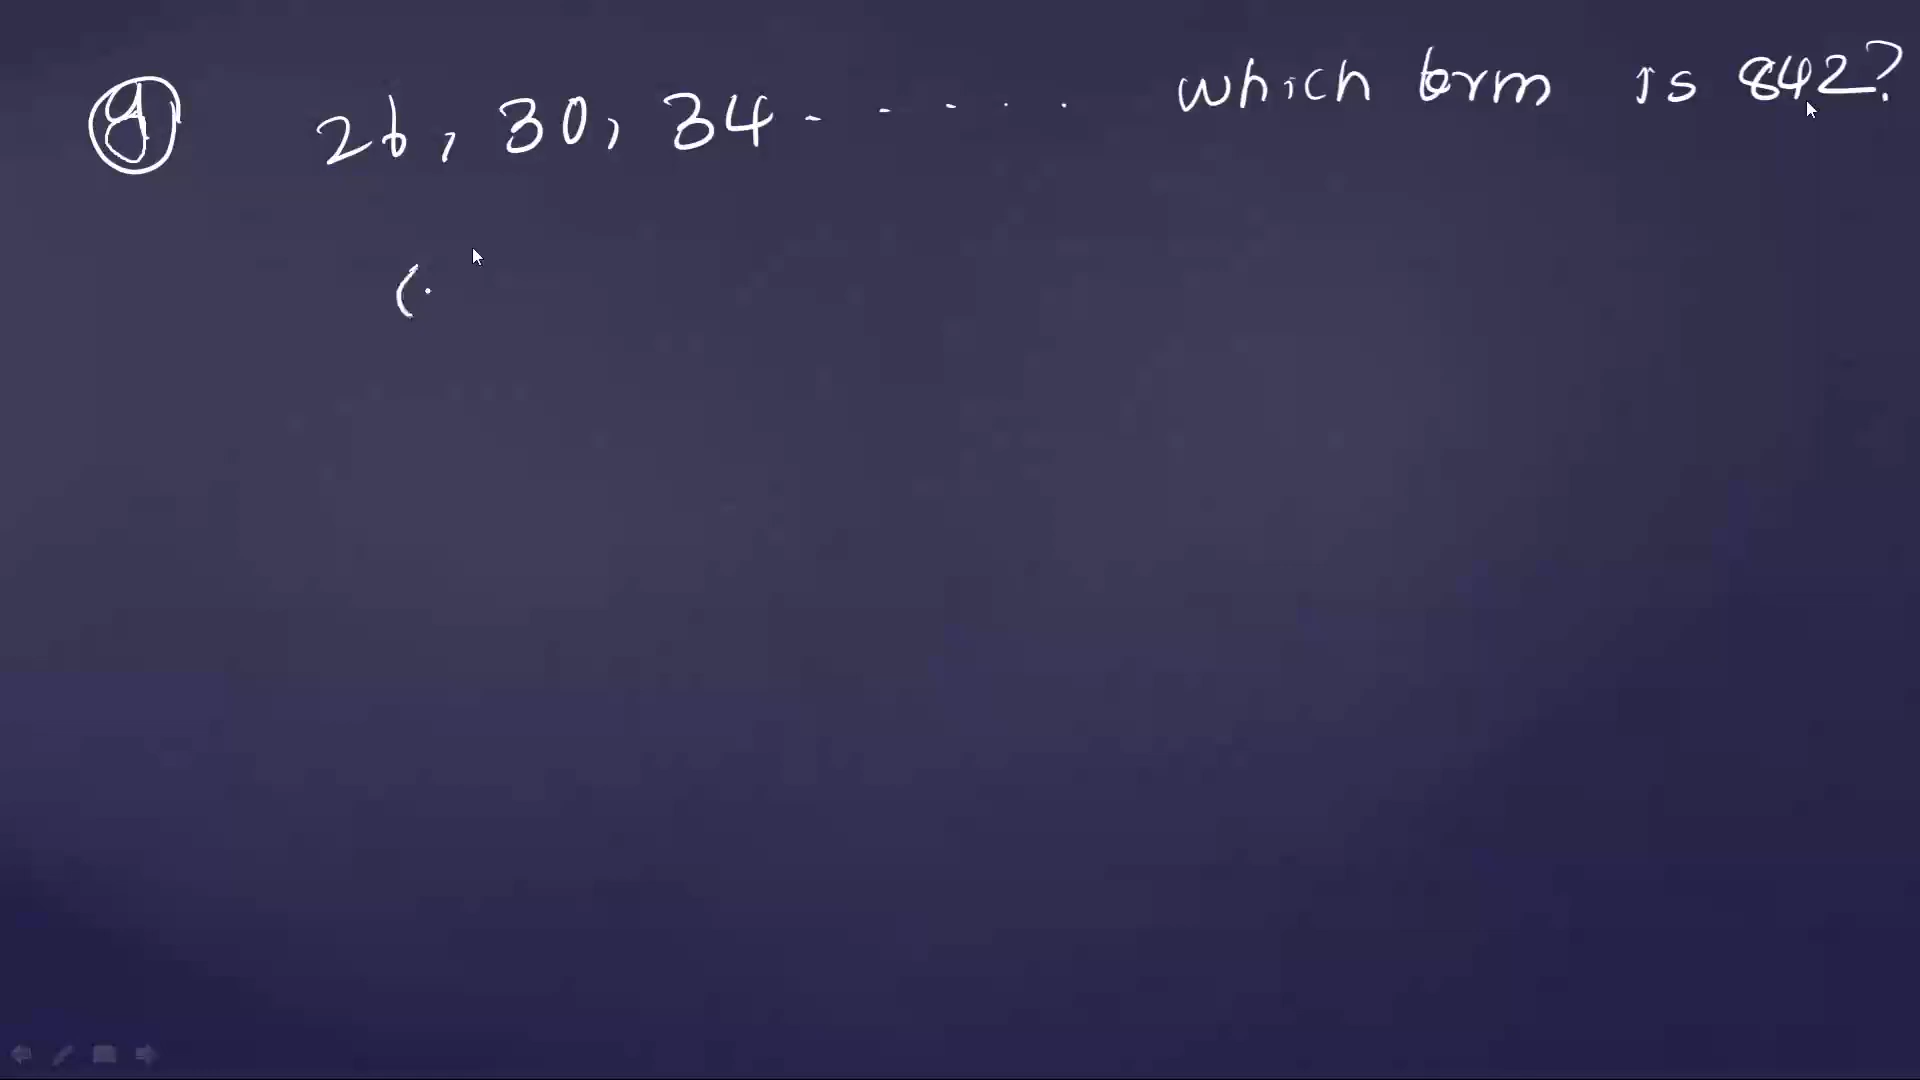 9 26, 30, 34 - - - . . . which term is 842?
(.